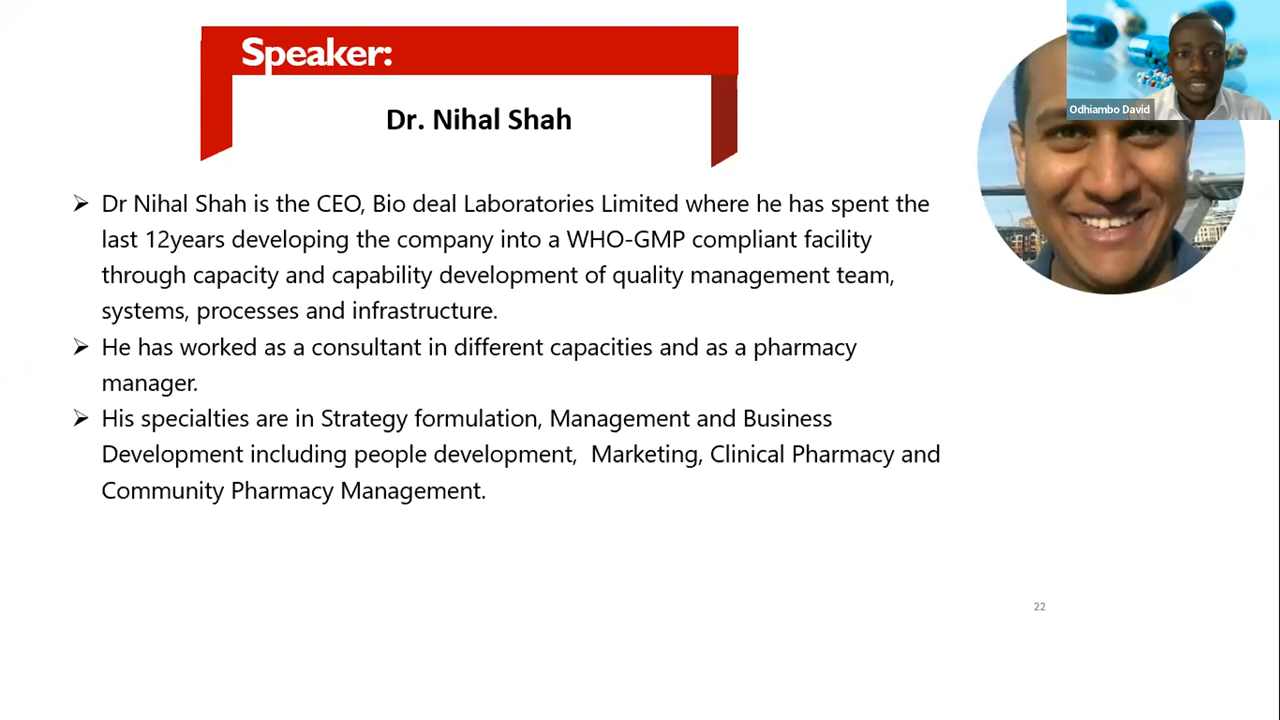 Speaker:
Dr. Nihal Shah
Odhiambo David
➢ Dr Nihal Shah is the CEO, Bio deal Laboratories Limited where he has spent the
last 12years developing the company into a WHO-GMP compliant facility
through capacity and capability development of quality management team,
systems, processes and infrastructure.
➢ He has worked as a consultant in different capacities and as a pharmacy
manager.
➢ His specialties are in Strategy formulation, Management and Business
Development including people development,  Marketing, Clinical Pharmacy and
Community Pharmacy Management.
22